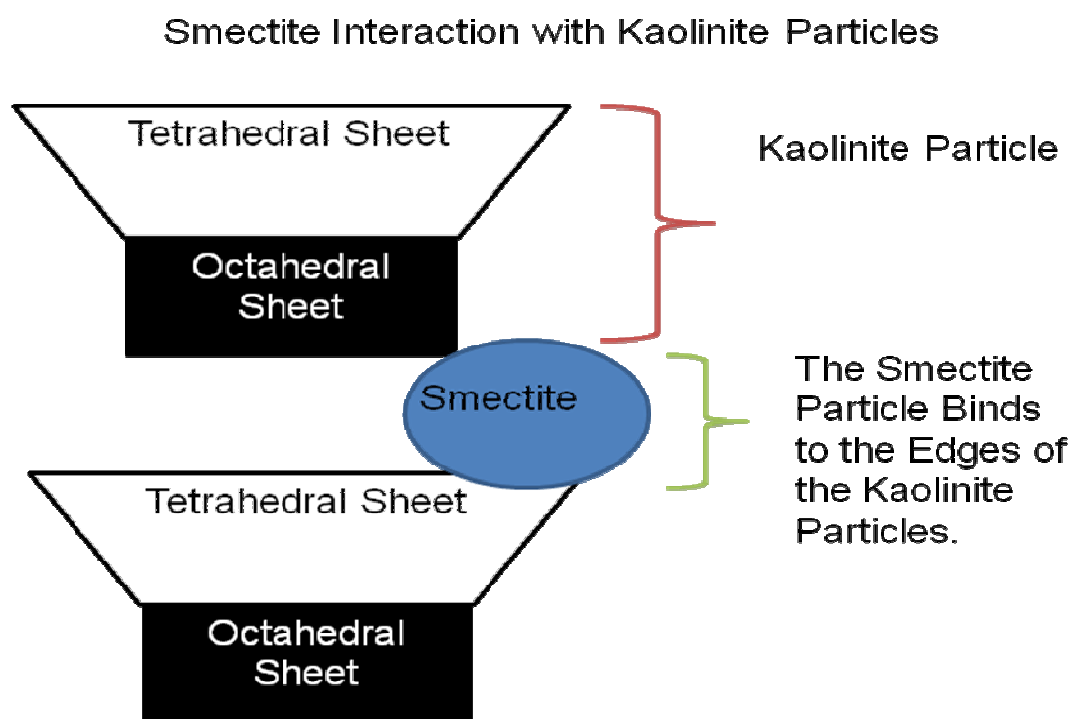 Smectite Interaction with Kaolinite Particles
Tetrahedral Sheet
Kaolinite Particle
Octahedral
Sheet
Smectite
The Smectite
Particle Binds
to the Edges of
the Kaolinite
Particles.
Tetrahedral Sheet
Octahedral
Sheet